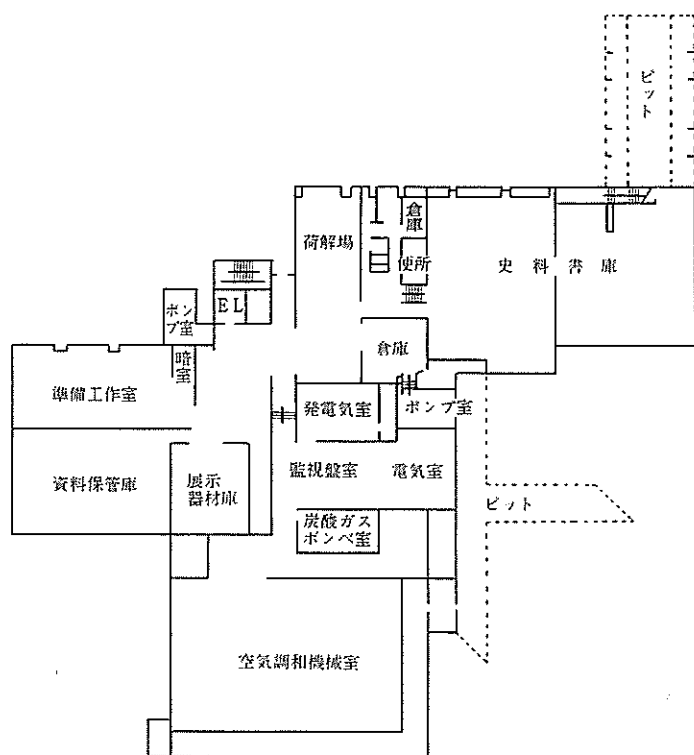 ピット
倉庫
荷解場
便所
史料書庫
EL
ポンプ室
倉庫
暗室
準備工作室
発電気室
ポンプ室
監視盤室
電気室
資料保管庫
展示
器材庫
ピット
炭酸ガス
ボンベ室
空気調和機械室